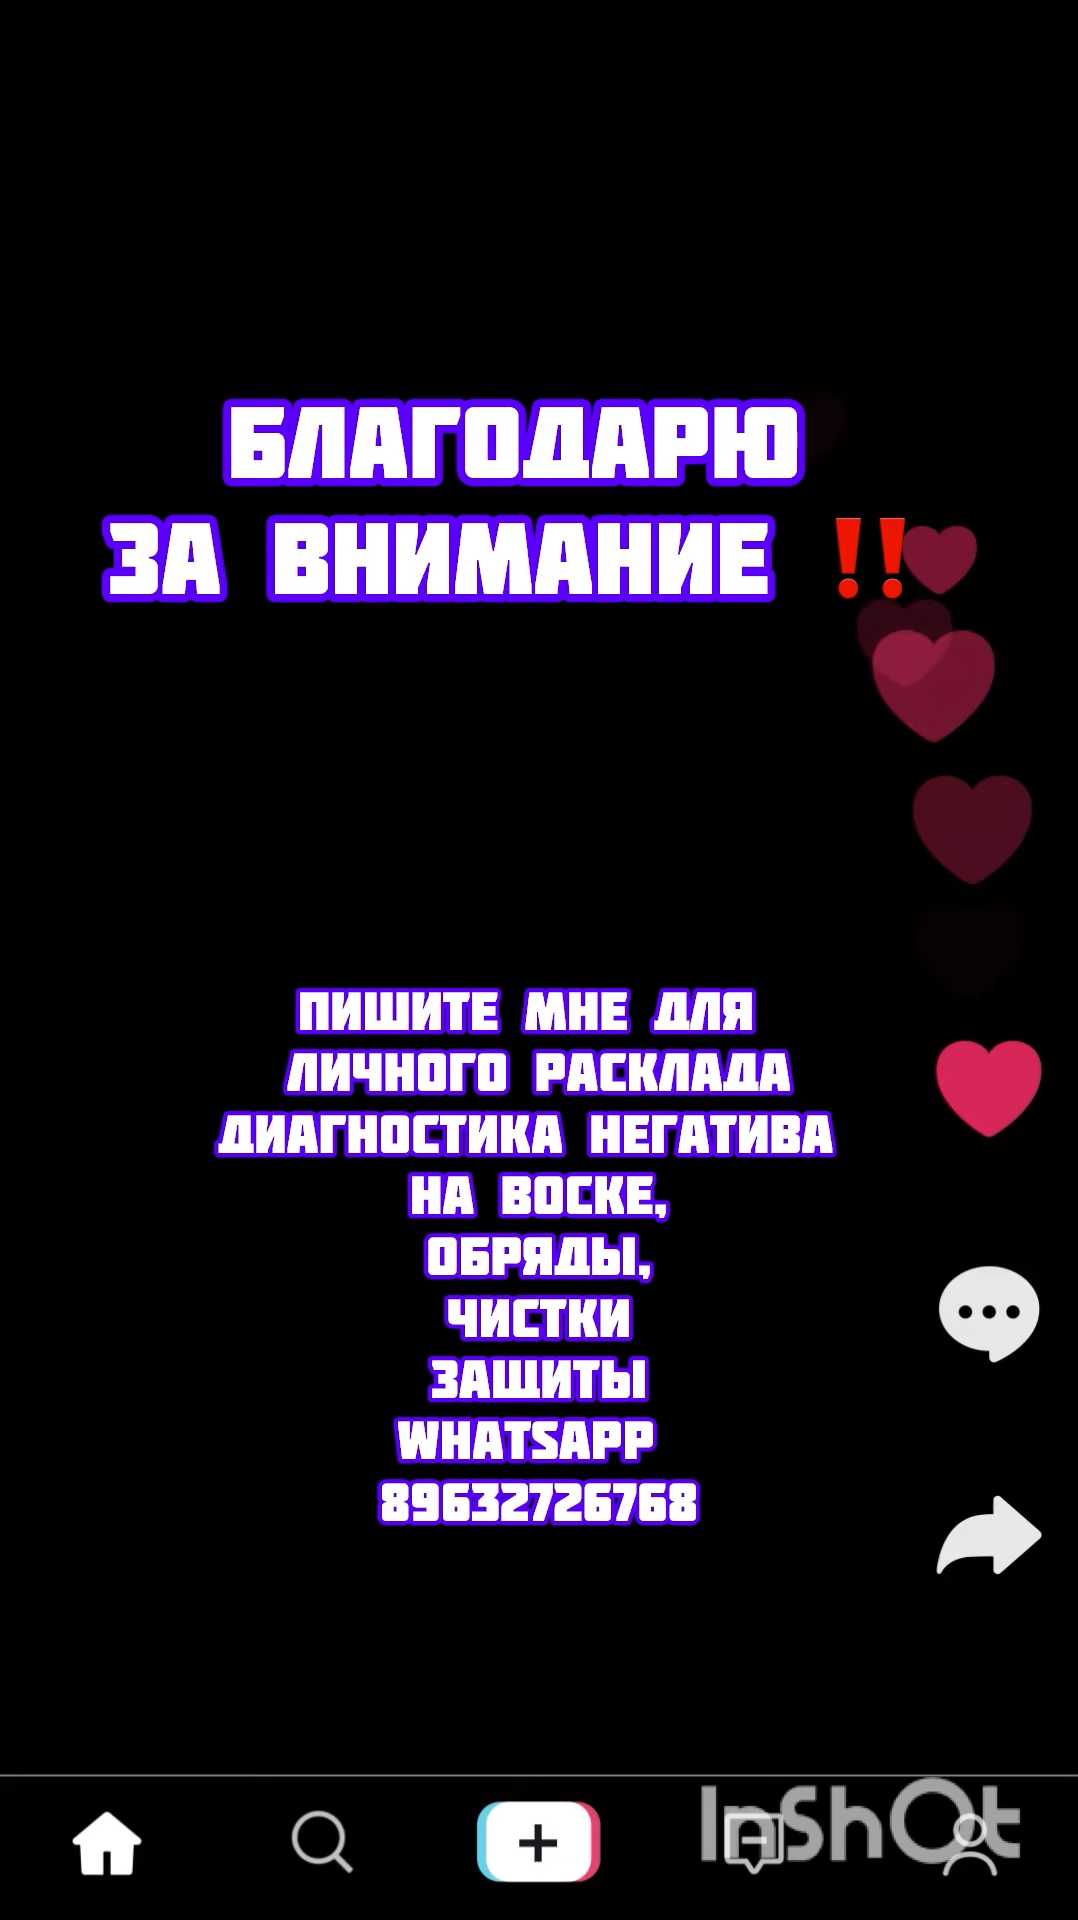 БЛАГОДАРЮ
ЗА ВНИМАНИЕ ‼️
ПИШИТЕ МНЕ ДЛЯ
ЛИЧНОГО РАСКЛАДА
ДИАГНОСТИКА НЕГАТИВА
НА ВОСКЕ,
ОБРЯДЫ,
ЧИСТКИ
ЗАЩИТЫ
WHATSAPP
89632726768
InShOt